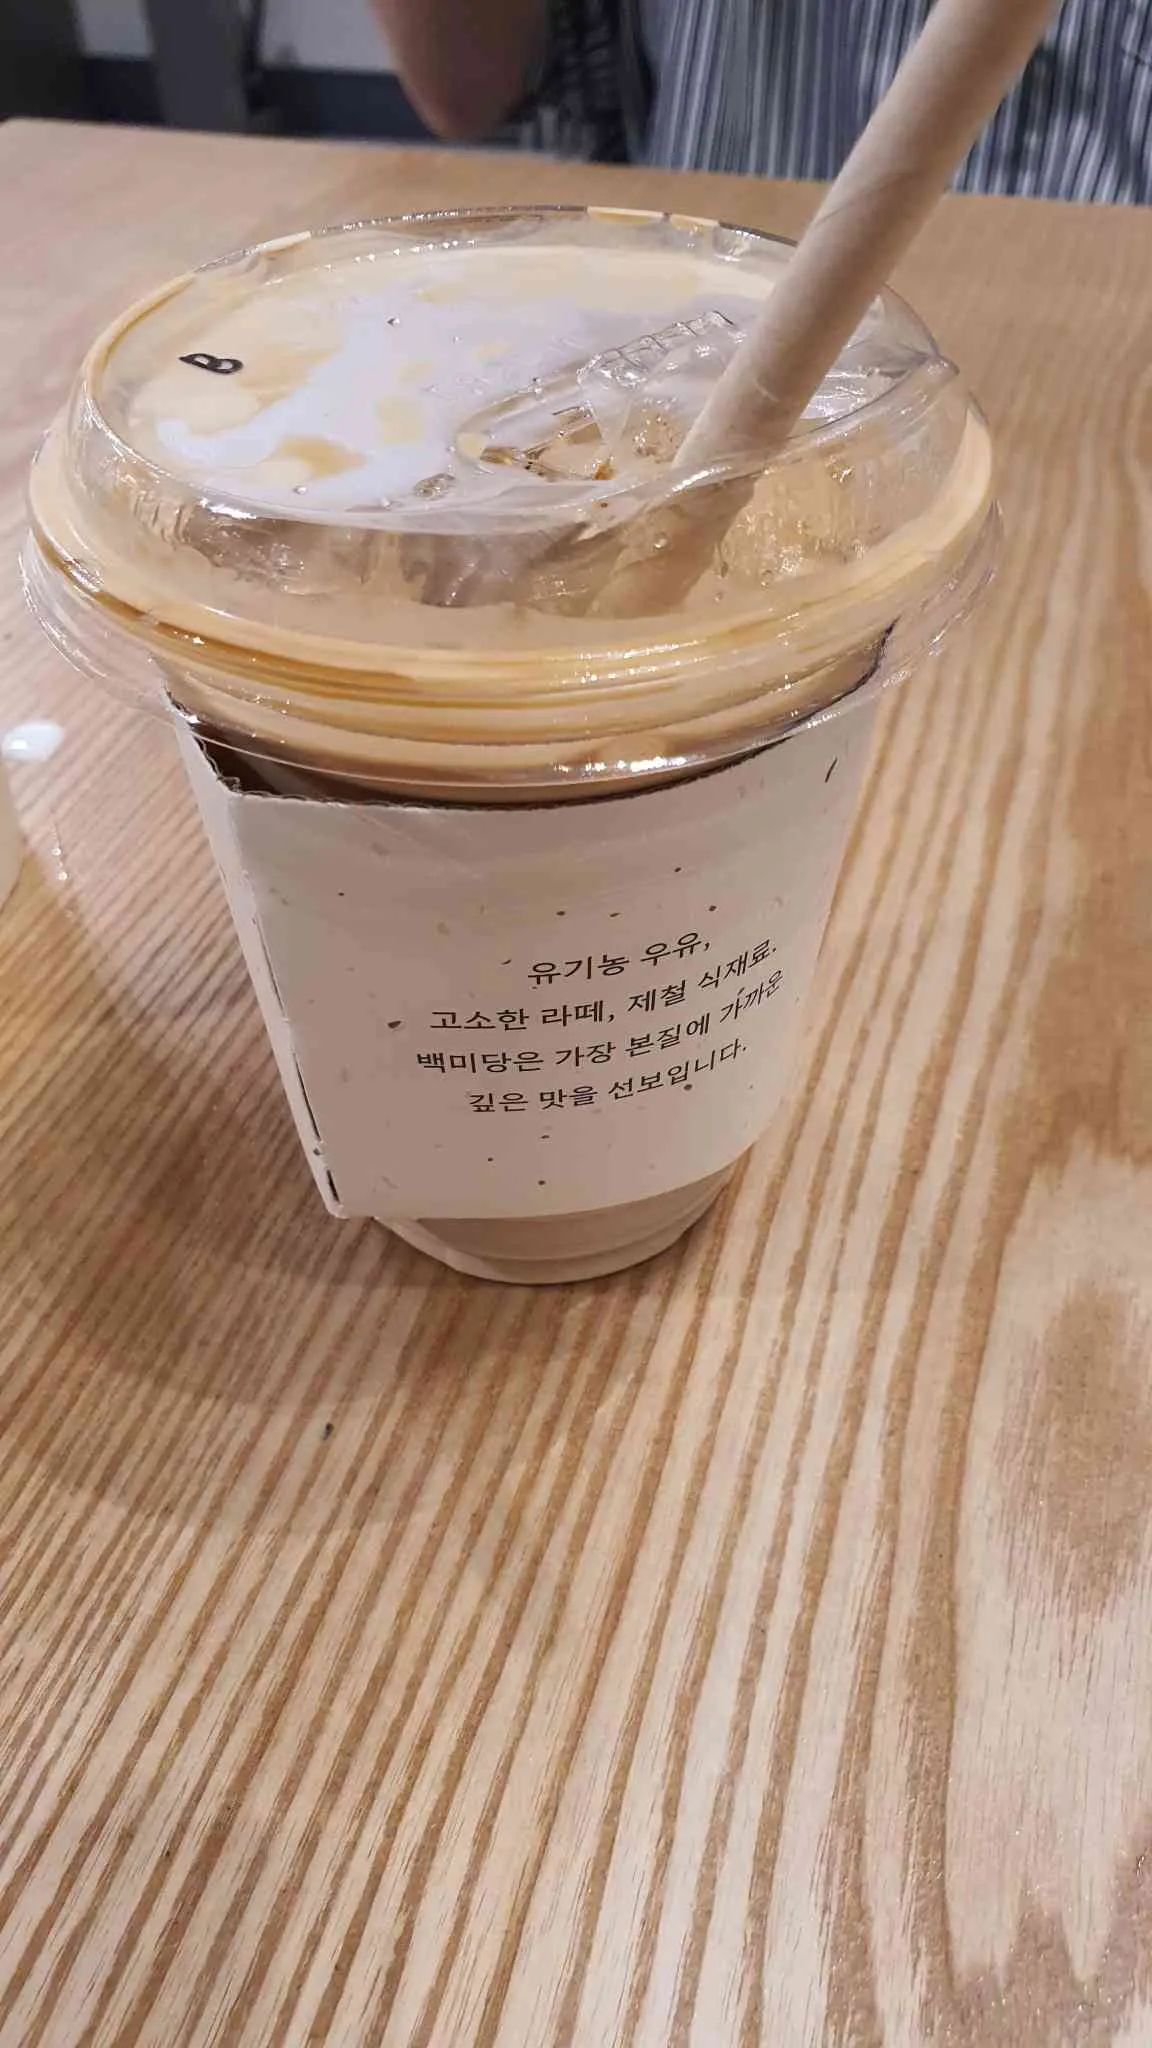 B
유기농 우유,
고소한 라떼, 제철 식재료.
백미당은 가장 본질에 가까운
깊은 맛을 선보입니다.